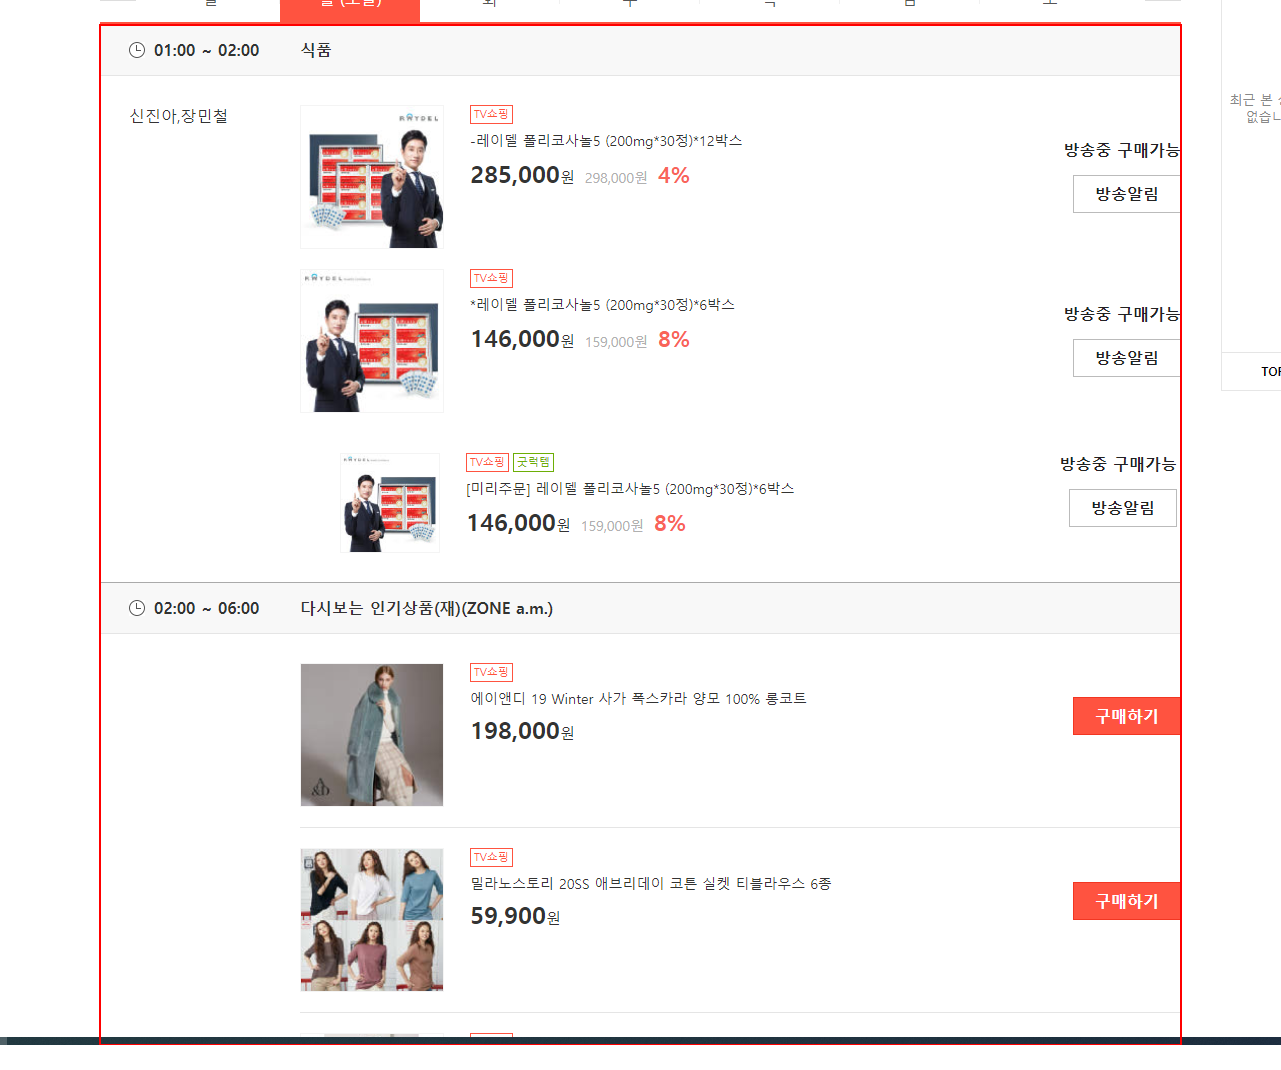 01:00 ~ 02:00 식품
신진아,장민철
RAYDEL
TV쇼핑
-레이델 폴리코사놀5 (200mg*30정)*12박스
285,000원 298,000원 4%
방송중 구매가능
방송알림
RAYDEL
TV쇼핑
*레이델 폴리코사놀5 (200mg*30정)*6박스
146,000원 159,000원 8%
방송중 구매가능
방송알림
RAYDEL
TV쇼핑 굿럭템
[미리주문] 레이델 폴리코사놀5 (200mg*30정)*6박스
146,000원 159,000원 8%
방송중 구매가능
방송알림
02:00 ~ 06:00 다시보는 인기상품(재)(ZONE a.m.)
A&D
TV쇼핑
에이앤디 19 Winter 사가 폭스카라 양모 100% 롱코트
198,000원
구매하기
TV쇼핑
밀라노스토리 20SS 애브리데이 코튼 실켓 티블라우스 6종
59,900원
구매하기
최근 본
없습니
TOP